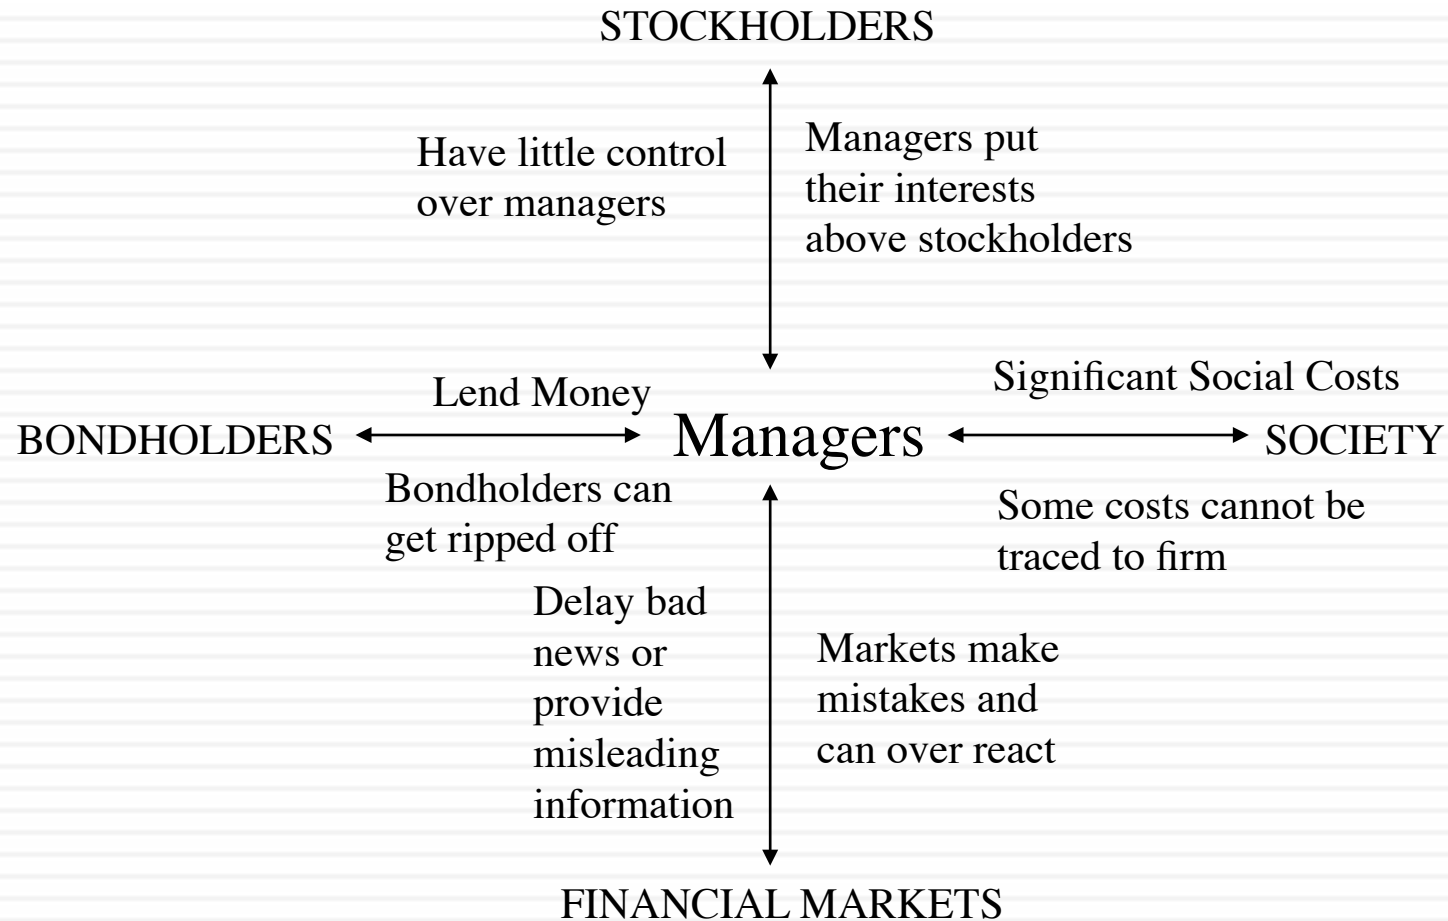 STOCKHOLDERS
Have little control
over managers
Managers put
their interests
above stockholders
Significant Social Costs
Lend Money
BONDHOLDERS
Managers
SOCIETY
Bondholders can
get ripped off
Some costs cannot be
traced to firm
Delay bad
news or
provide
misleading
information
Markets make
mistakes and
can over react
FINANCIAL MARKETS